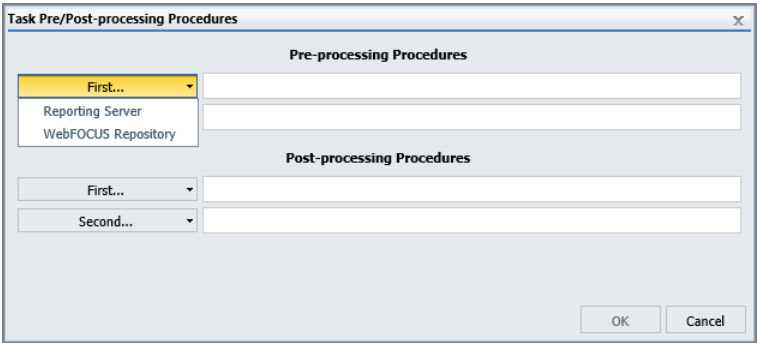 Task Pre/Post-processing Procedures
x
Pre-processing Procedures
First...
Reporting Server
WebFOCUS Repository
Post-processing Procedures
First...
Second...
OK Cancel